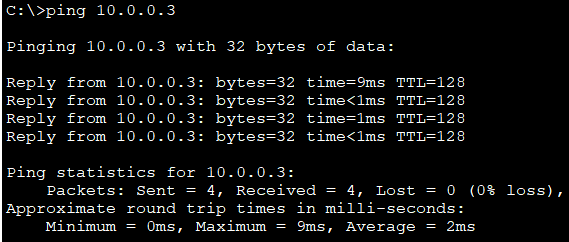 C:\>ping 10.0.0.3
Pinging 10.0.0.3 with 32 bytes of data:
Reply from 10.0.0.3: bytes=32 time=9ms TTL=128
Reply from 10.0.0.3: bytes=32 time<1ms TTL=128
Reply from 10.0.0.3: bytes=32 time=1ms TTL=128
Reply from 10.0.0.3: bytes=32 time<1ms TTL=128
Ping statistics for 10.0.0.3:
    Packets: Sent = 4, Received = 4, Lost = 0 (0% loss),
Approximate round trip times in milli-seconds:
    Minimum = 0ms, Maximum = 9ms, Average = 2ms